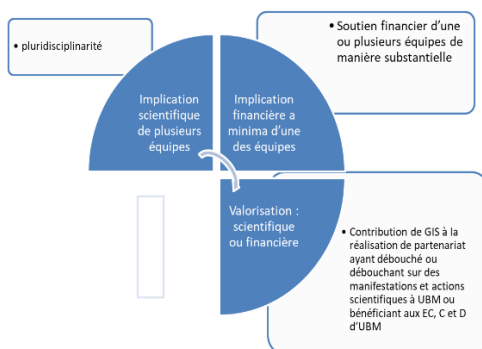 • pluridisciplinarité
• Soutien financier d'une
ou plusieurs équipes de
manière substantielle
Implication
scientifique
de plusieurs
équipes
Implication
financière a
minima d'une
des équipes
Valorisation :
scientifique
ou financière
• Contribution de GIS à la
réalisation de partenariat
ayant débouché ou
débouchant sur des
manifestations et actions
scientifiques à UBM ou
bénéficiant aux EC, C et D
d'UBM